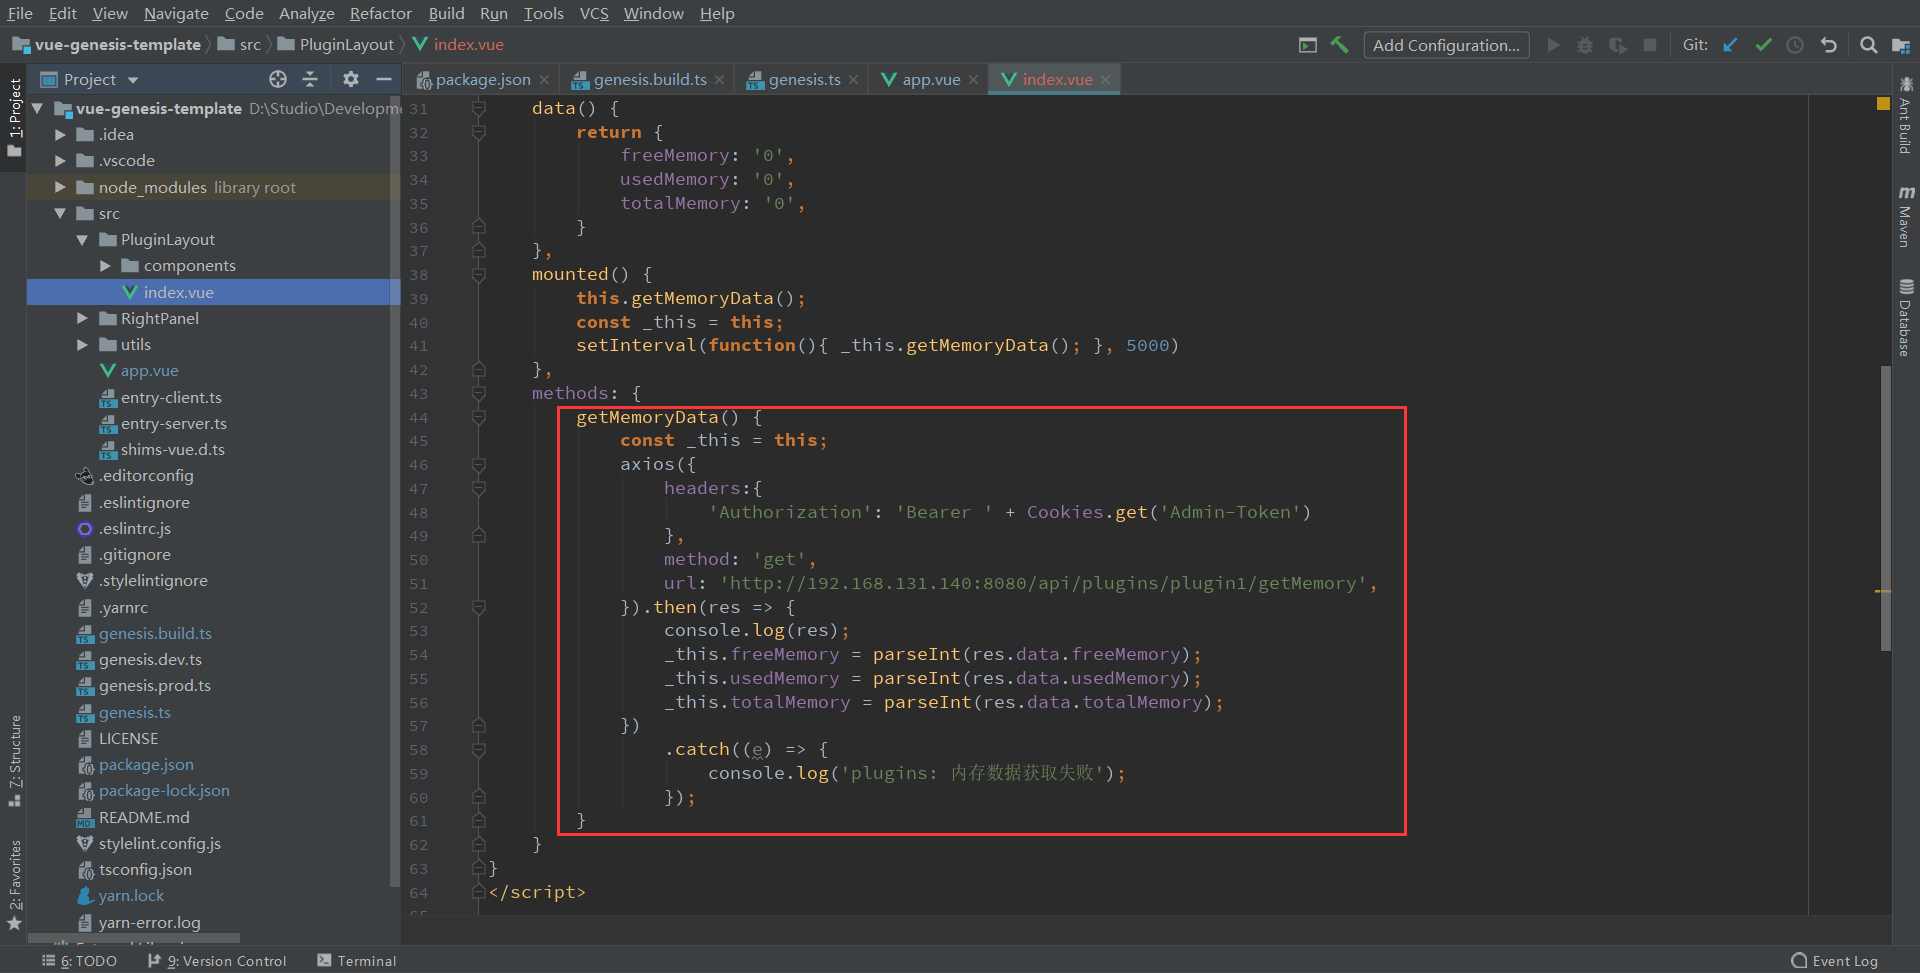 File Edit View Navigate Code Analyze Refactor Build Run Tools VCS Window Help
vue-genesis-template src PluginLayout index.vue Add Configuration... Git:
Project package.json genesis.build.ts genesis.ts app.vue index.vue
1: Project
7: Structure
2: Favorites
vue-genesis-template D:\Studio\Developme
.idea
.vscode
node_modules library root
src
PluginLayout
components
index.vue
RightPanel
utils
app.vue
entry-client.ts
entry-server.ts
shims-vue.d.ts
.editorconfig
.eslintignore
.eslintrc.js
.gitignore
.stylelintignore
.yarnrc
genesis.build.ts
genesis.dev.ts
genesis.prod.ts
genesis.ts
LICENSE
package.json
package-lock.json
README.md
stylelint.config.js
tsconfig.json
yarn.lock
yarn-error.log
31 data() {
32 return {
33 freeMemory: '0',
34 usedMemory: '0',
35 totalMemory: '0',
36 }
37 },
38 mounted() {
39 this.getMemoryData();
40 const _this = this;
41 setInterval(function(){ _this.getMemoryData(); }, 5000)
42 },
43 methods: {
44 getMemoryData() {
45 const _this = this;
46 axios({
47 headers:{
48 'Authorization': 'Bearer ' + Cookies.get('Admin-Token')
49 },
50 method: 'get',
51 url: 'http://192.168.131.140:8080/api/plugins/plugin1/getMemory',
52 }).then(res => {
53 console.log(res);
54 _this.freeMemory = parseInt(res.data.freeMemory);
55 _this.usedMemory = parseInt(res.data.usedMemory);
56 _this.totalMemory = parseInt(res.data.totalMemory);
57 })
58 .catch((e) => {
59 console.log('plugins: 内存数据获取失败');
60 });
61 }
62 }
63 }
64 </script>
Ant Build
Maven
Database
6: TODO 9: Version Control Terminal Event Log